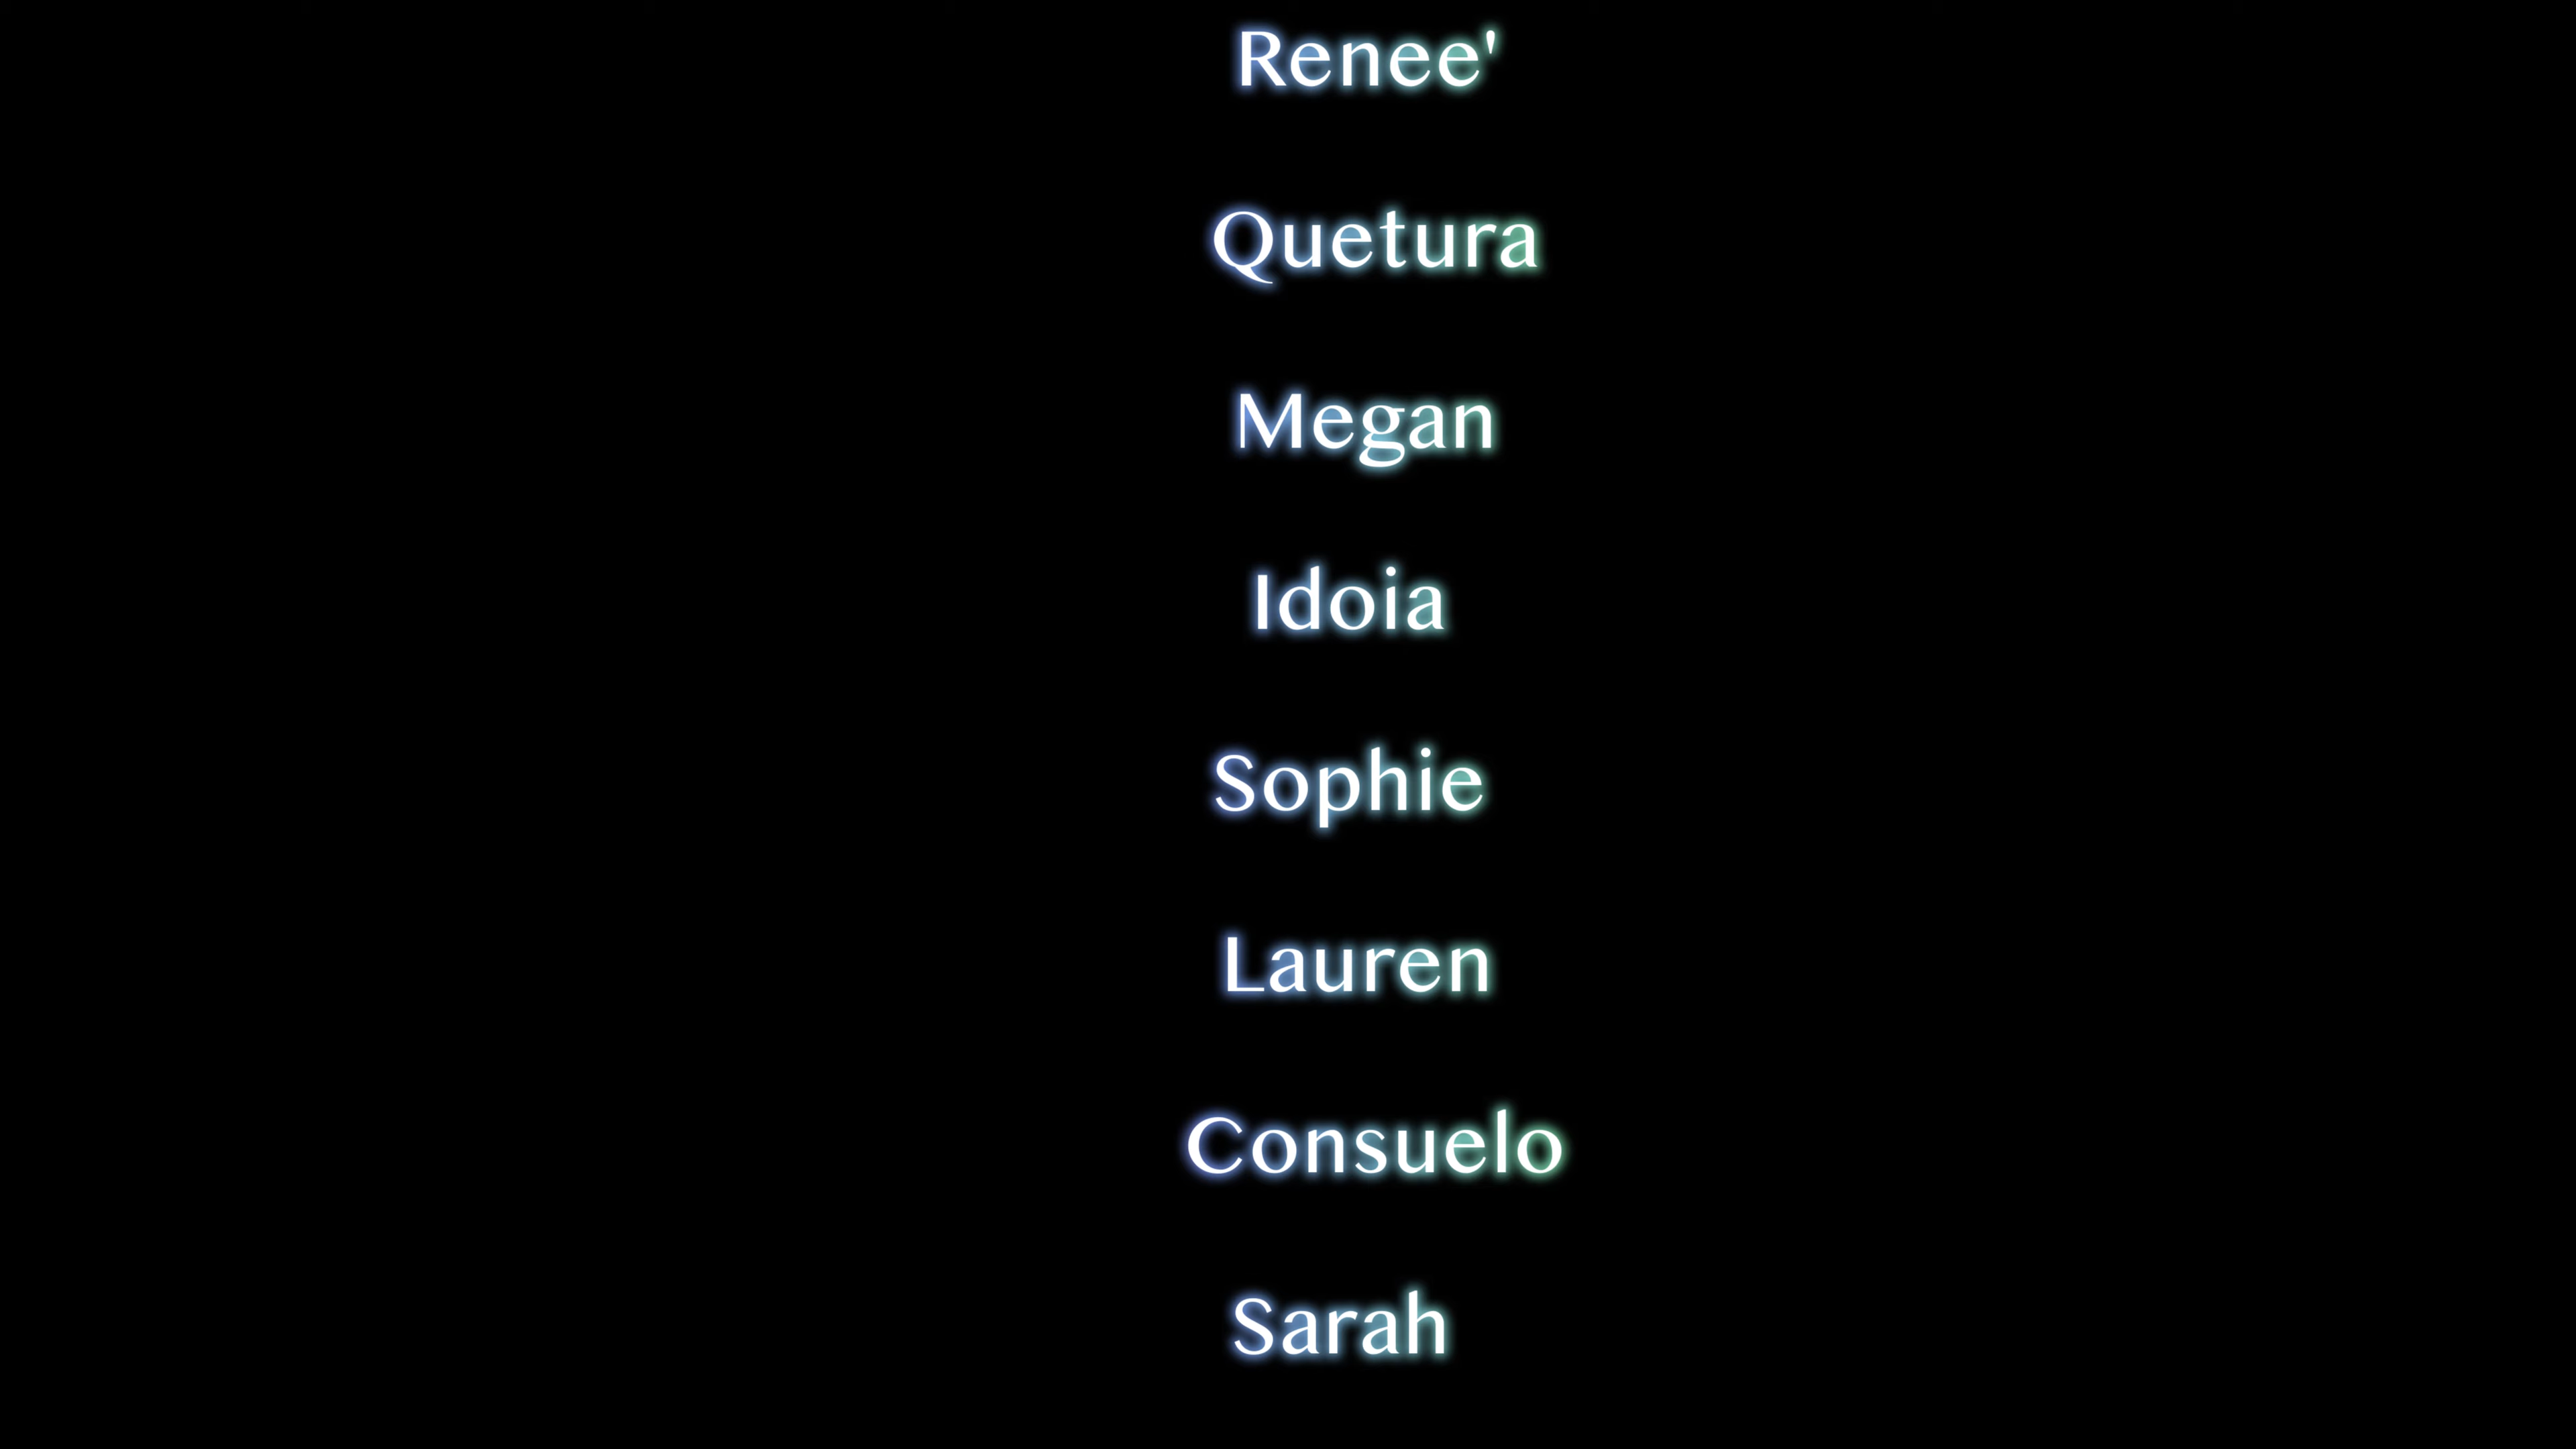 Renee'
Quetura
Megan
Idoia
Sophie
Lauren
Consuelo
Sarah